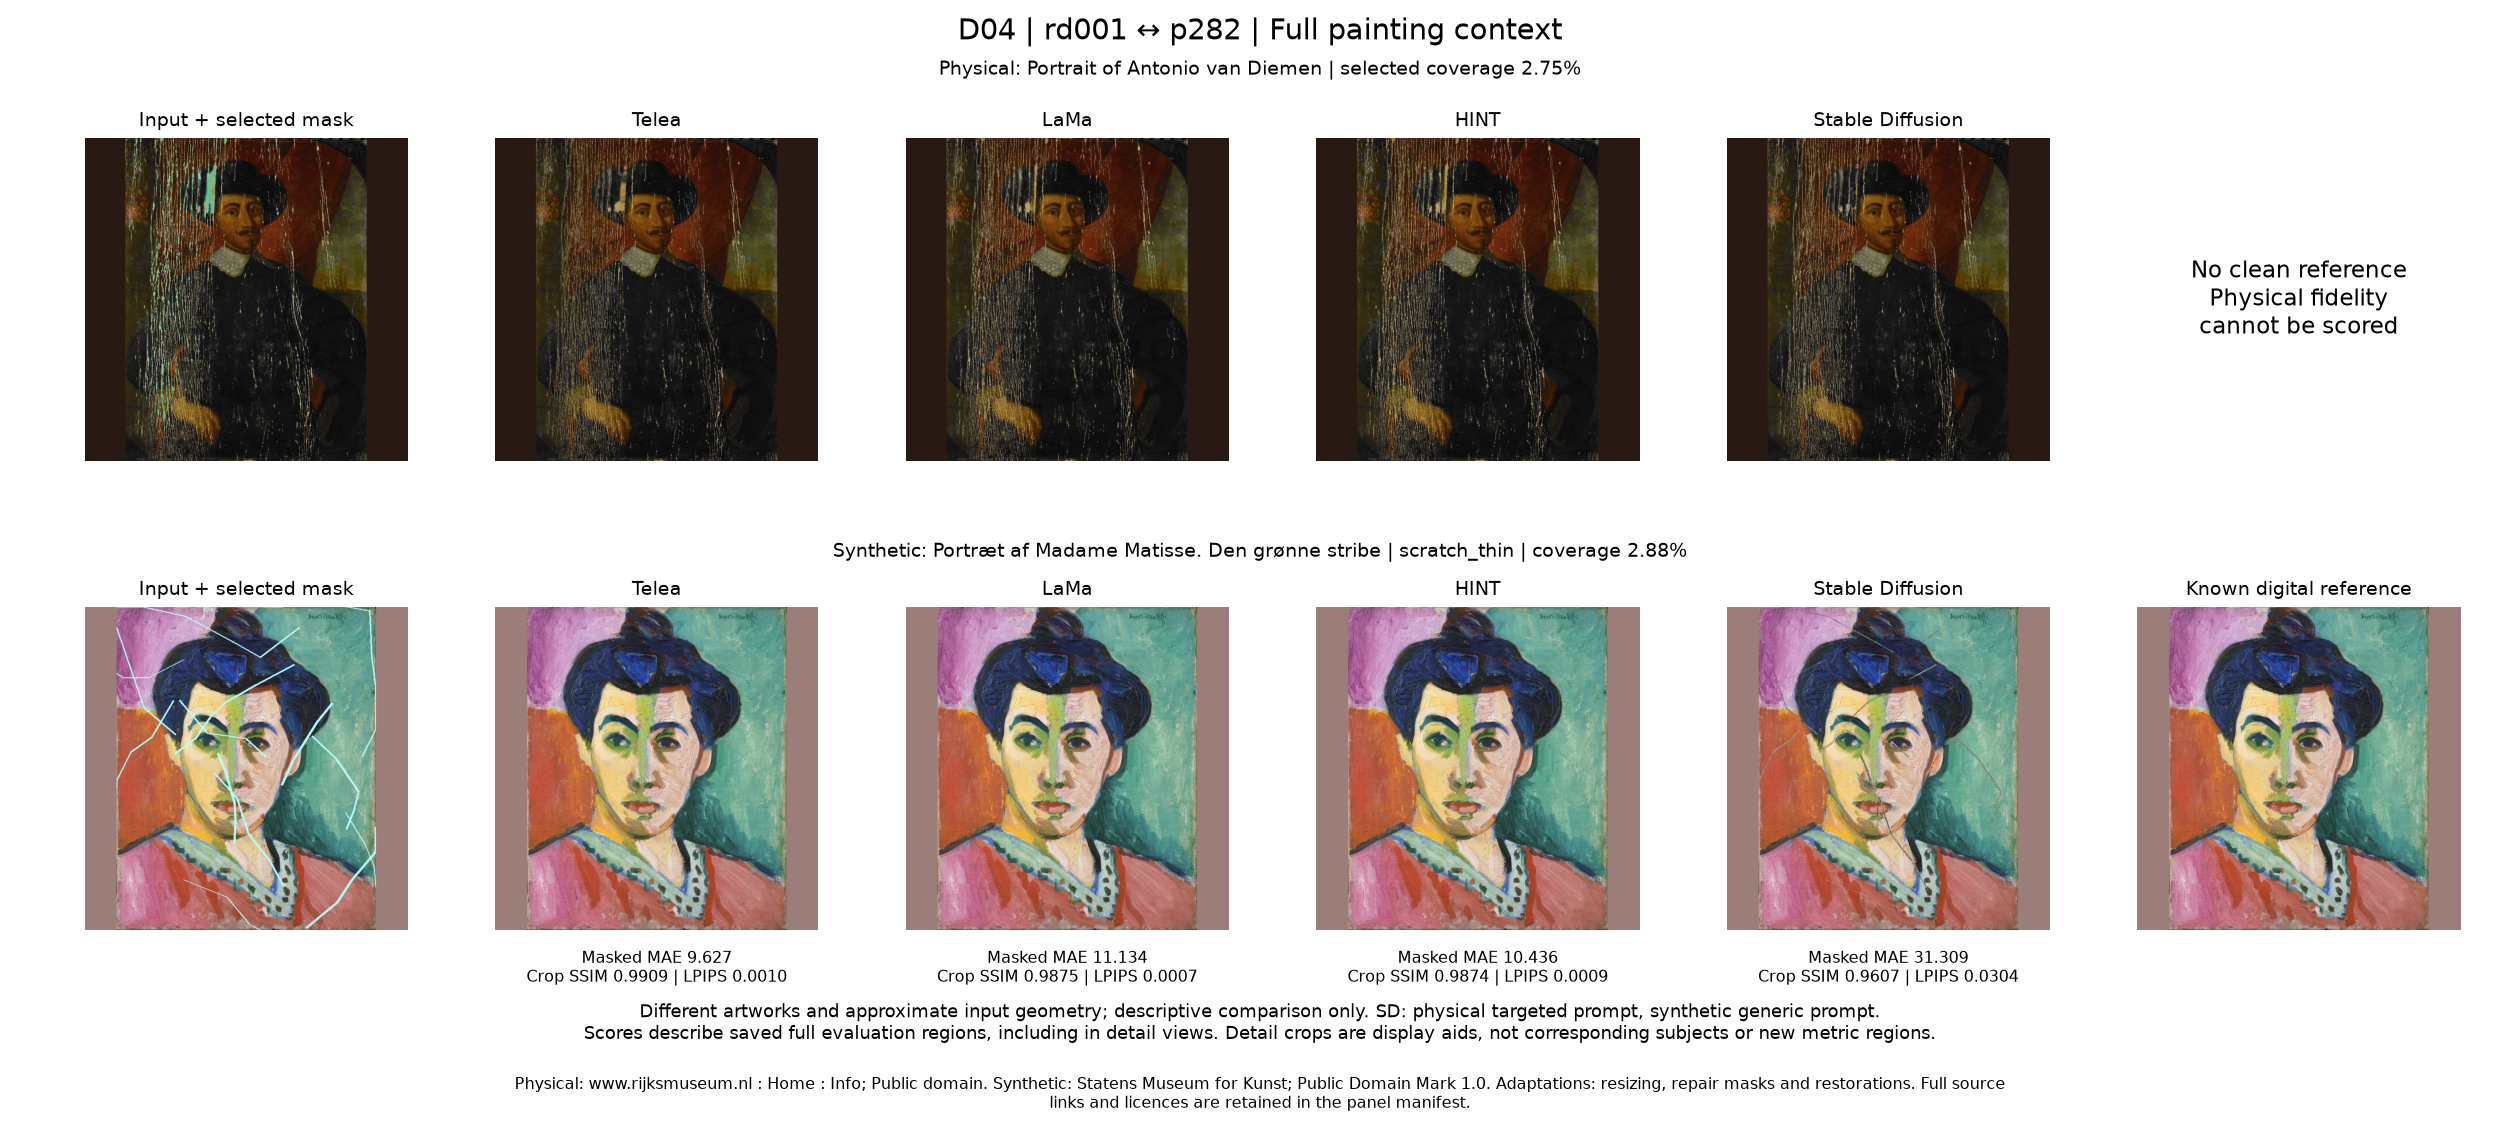 D04 | rd001 ↔ p282 | Full painting context
Physical: Portrait of Antonio van Diemen | selected coverage 2.75%
Input + selected mask
Telea
LaMa
HINT
Stable Diffusion
No clean reference
Physical fidelity
cannot be scored
Synthetic: Portræt af Madame Matisse. Den grønne stribe | scratch_thin | coverage 2.88%
Input + selected mask
Telea
LaMa
HINT
Stable Diffusion
Known digital reference
Masked MAE 9.627
Crop SSIM 0.9909 | LPIPS 0.0010
Masked MAE 11.134
Crop SSIM 0.9875 | LPIPS 0.0007
Masked MAE 10.436
Crop SSIM 0.9874 | LPIPS 0.0009
Masked MAE 31.309
Crop SSIM 0.9607 | LPIPS 0.0304
Different artworks and approximate input geometry; descriptive comparison only. SD: physical targeted prompt, synthetic generic prompt.
Scores describe saved full evaluation regions, including in detail views. Detail crops are display aids, not corresponding subjects or new metric regions.
Physical: www.rijksmuseum.nl : Home : Info; Public domain. Synthetic: Statens Museum for Kunst; Public Domain Mark 1.0. Adaptations: resizing, repair masks and restorations. Full source
links and licences are retained in the panel manifest.